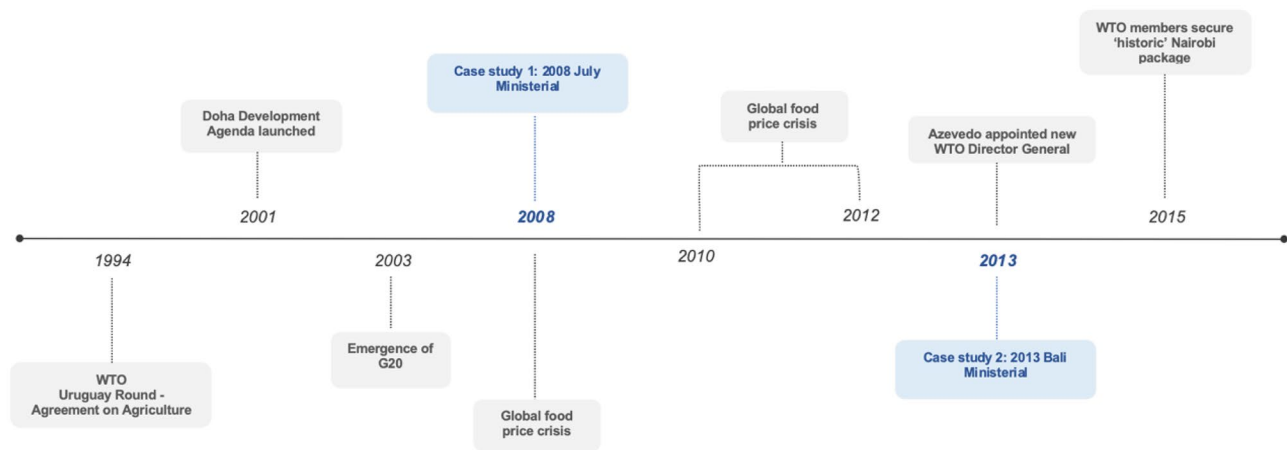 WTO members secure
‘historic’ Nairobi
package
Case study 1: 2008 July
Ministerial
Doha Development
Agenda launched
Global food
price crisis
Azevedo appointed new
WTO Director General
2001
2008
2012
2015
1994
2003
2010
2013
Emergence of
G20
Case study 2: 2013 Bali
Ministerial
WTO
Uruguay Round -
Agreement on Agriculture
Global food
price crisis